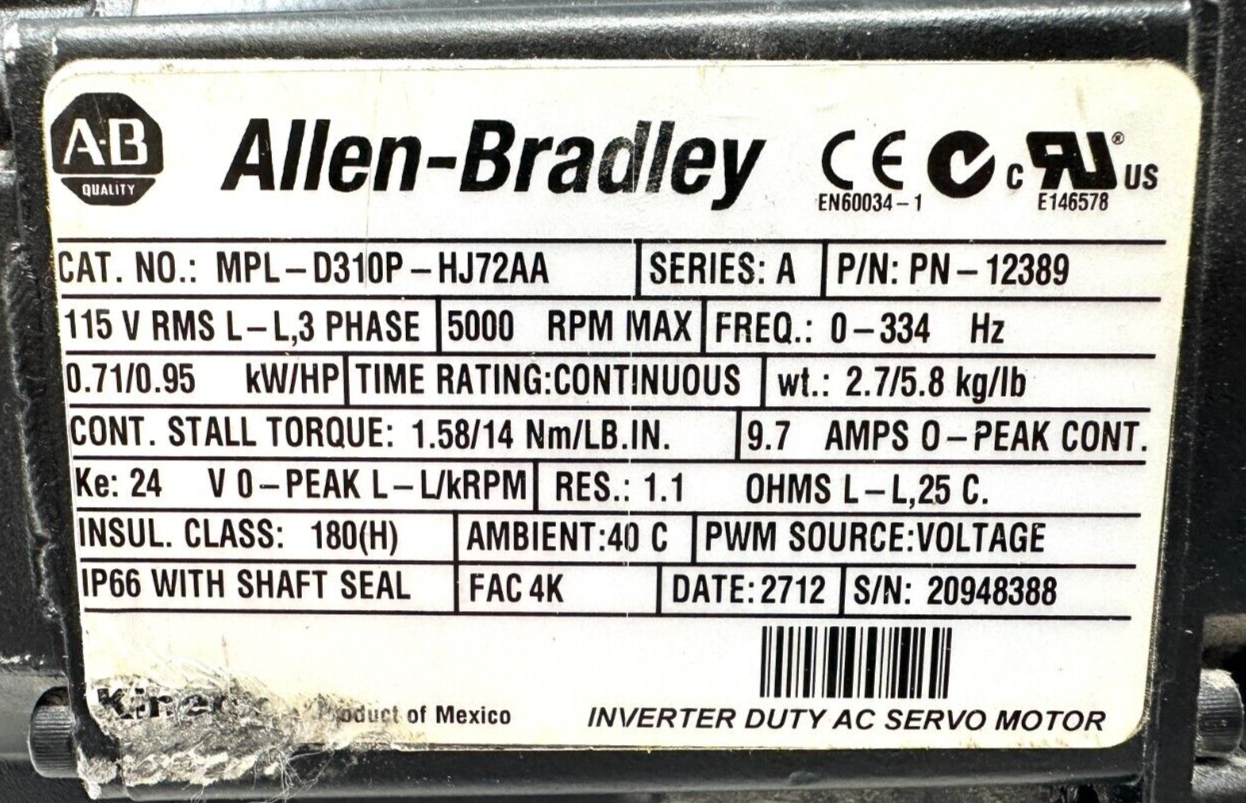 A-B
QUALITY
Allen-Bradley
CE
EN60034-1
C RU® US
E146578
CAT. NO.: MPL-D310P-HJ72AA SERIES: A P/N: PN-12389
115 V RMS L-L,3 PHASE 5000 RPM MAX FREQ.: 0-334 Hz
0.71/0.95 kW/HP TIME RATING:CONTINUOUS wt.: 2.7/5.8 kg/lb
CONT. STALL TORQUE: 1.58/14 Nm/LB.IN. 9.7 AMPS 0-PEAK CONT.
Ke: 24 V 0-PEAK L-L/kRPM RES.: 1.1 OHMS L-L,25 C.
INSUL. CLASS: 180(H) AMBIENT:40 C PWM SOURCE:VOLTAGE
IP66 WITH SHAFT SEAL FAC 4K DATE:2712 S/N: 20948388
of Mexico INVERTER DUTY AC SERVO MOTOR